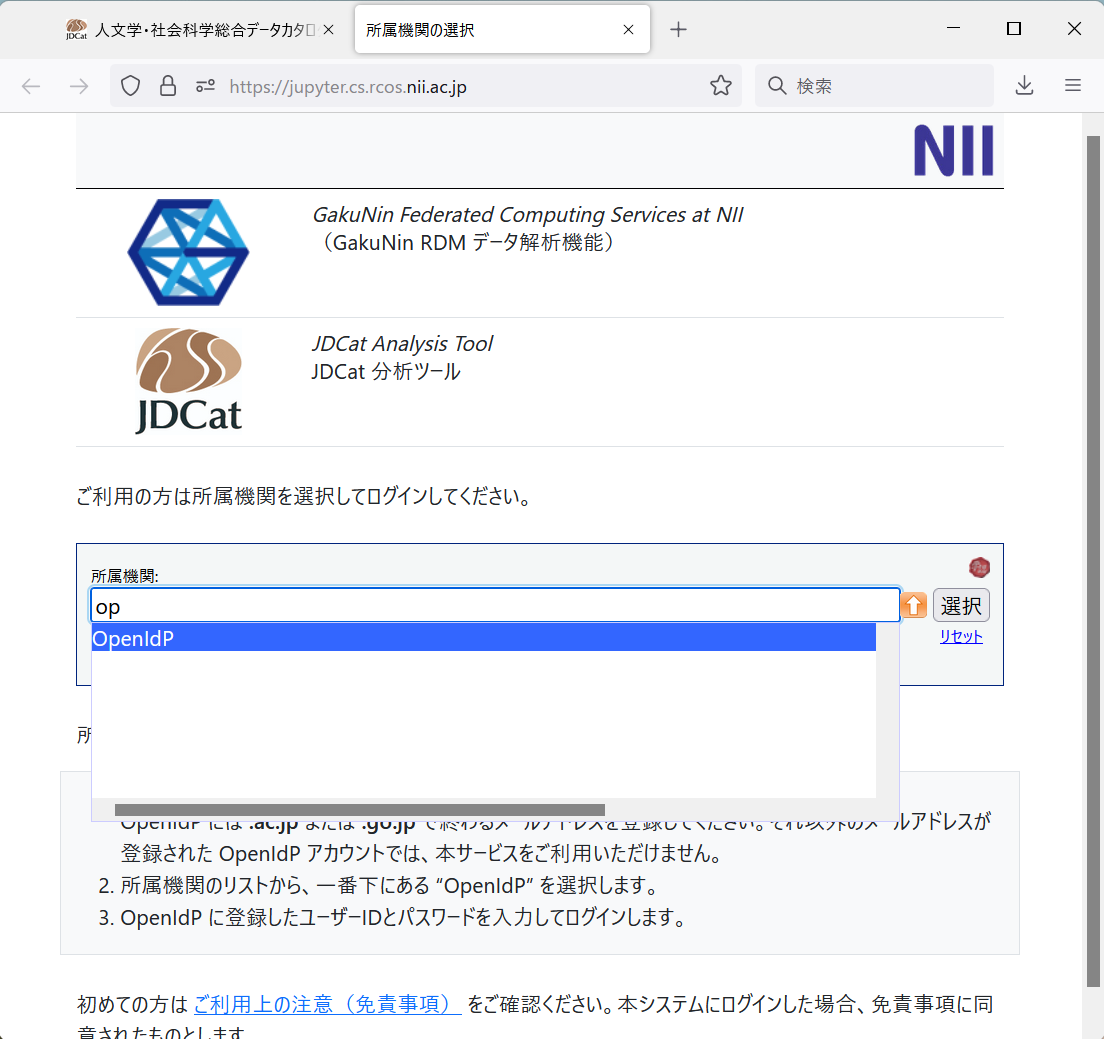 人文学・社会科学総合データカタロ
所属機関の選択
https://jupyter.cs.rcos.nii.ac.jp
検索
NII
GakuNin Federated Computing Services at NII
（GakuNin RDM データ解析機能）
JDCat
JDCat Analysis Tool
JDCat 分析ツール
ご利用の方は所属機関を選択してログインしてください。
所属機関:
op
選択
OpenIdP
リセット
所
OpenIdP には .ac.jp または .go.jp で終わるメールアドレスを登録してください。それ以外のメールアドレスが
登録された OpenIdP アカウントでは、本サービスをご利用いただけません。
2. 所属機関のリストから、一番下にある “OpenIdP” を選択します。
3. OpenIdP に登録したユーザーIDとパスワードを入力してログインします。
初めての方は ご利用上の注意（免責事項） をご確認ください。本システムにログインした場合、免責事項に同
意されたものとします